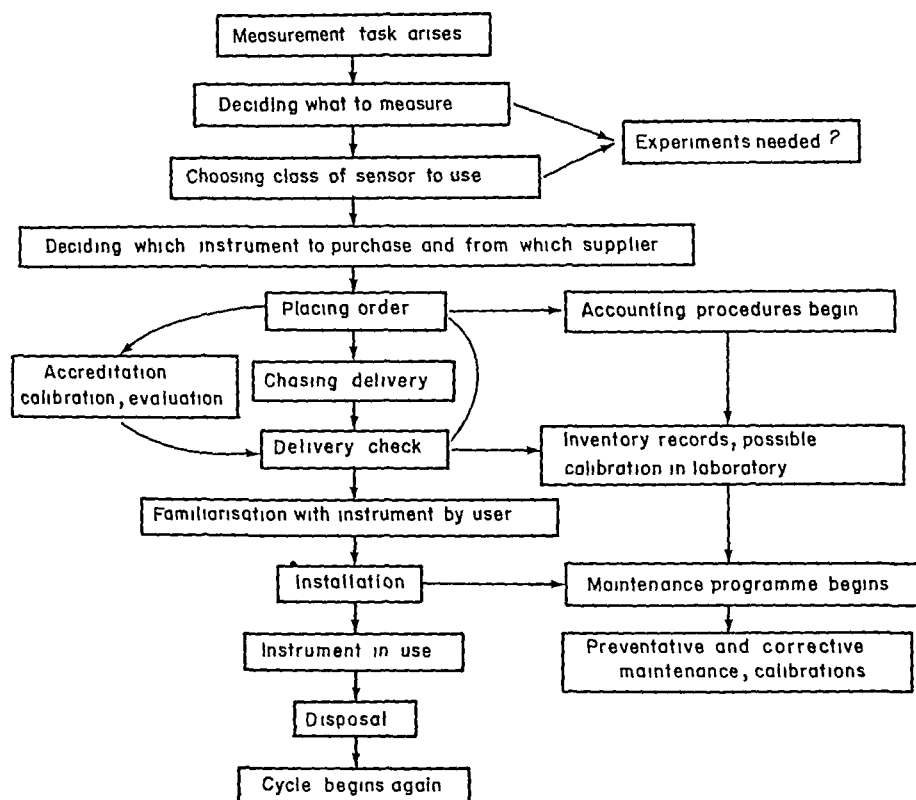 Measurement task arises
Deciding what to measure
Experiments needed ?
Choosing class of sensor to use
Deciding which instrument to purchase and from which supplier
Placing order
Accounting procedures begin
Accreditation
calibration, evaluation
Chasing delivery
Delivery check
Inventory records, possible
calibration in laboratory
Familiarisation with instrument by user
Installation
Maintenance programme begins
Instrument in use
Preventative and corrective
maintenance, calibrations
Disposal
Cycle begins again